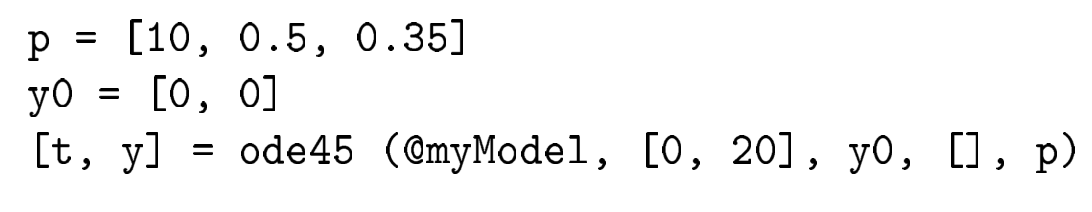 p = [10, 0.5, 0.35]
y0 = [0, 0]
[t, y] = ode45 (@myModel, [0, 20], y0, [], p)